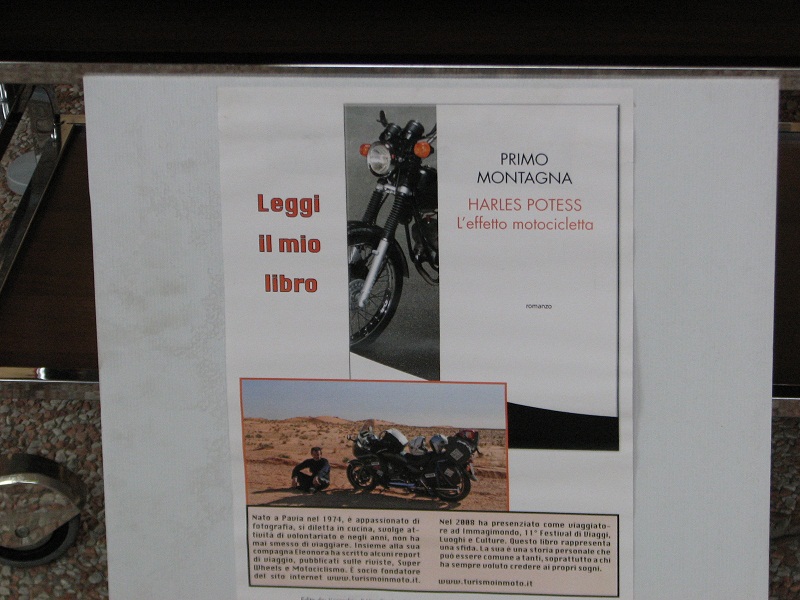 PRIMO
MONTAGNA
HARLES POTESS
L'effetto motocicletta
romanzo
Leggi
il mio
libro
Nato a Pavia nel 1974, è appassionato di
fotografia, si diletta in cucina, svolge at-
tività di volontariato e negli anni, non ha
mai smesso di viaggiare. Insieme alla sua
compagna Eleonora ha scritto alcuni report
di viaggio, pubblicati sulle riviste, Super
Wheels e Motociclismo. È socio fondatore
del sito internet www.turismoinmoto.it
Nel 2008 ha presenziato come viaggiato-
re ad Immagimondo, 11° Festival di Viaggi,
Luoghi e Culture. Questo libro rappresenta
una sfida. La sua è una storia personale che
può essere comune a tanti, soprattutto a chi
ha sempre voluto credere ai propri sogni.
www.turismoinmoto.it